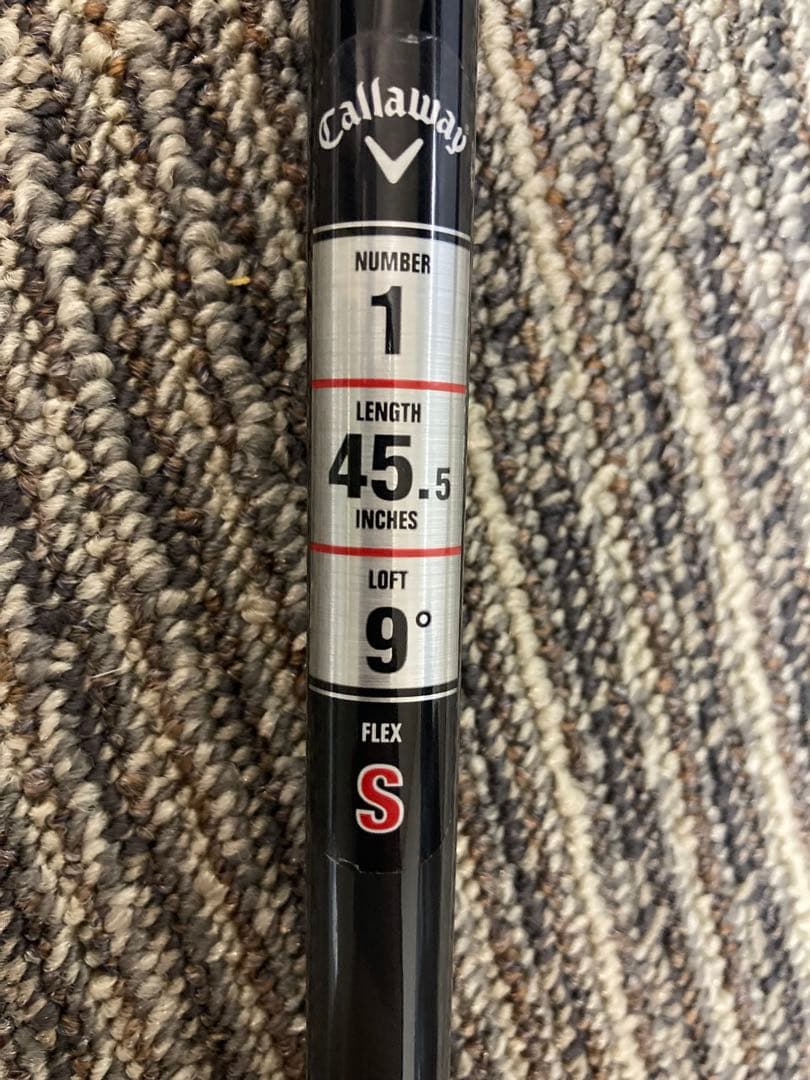 Callaway
NUMBER
1
LENGTH
45.5
INCHES
LOFT
9°
FLEX
S